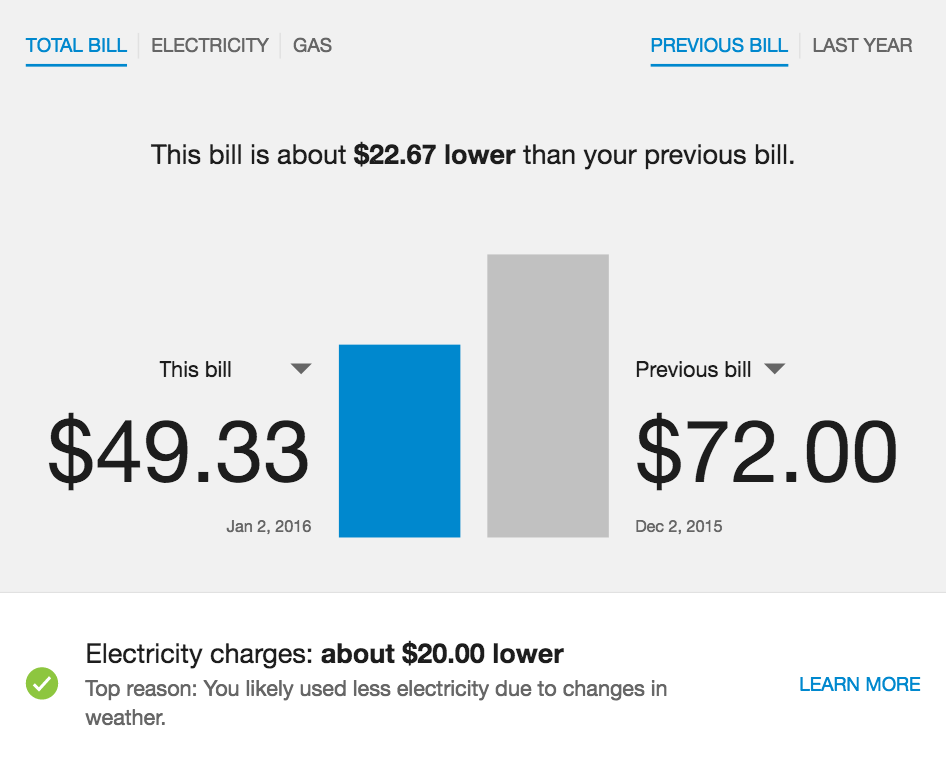 TOTAL BILL ELECTRICITY GAS PREVIOUS BILL LAST YEAR
This bill is about $22.67 lower than your previous bill.
This bill
$49.33
Jan 2, 2016
Previous bill
$72.00
Dec 2, 2015
Electricity charges: about $20.00 lower
Top reason: You likely used less electricity due to changes in
weather.
LEARN MORE